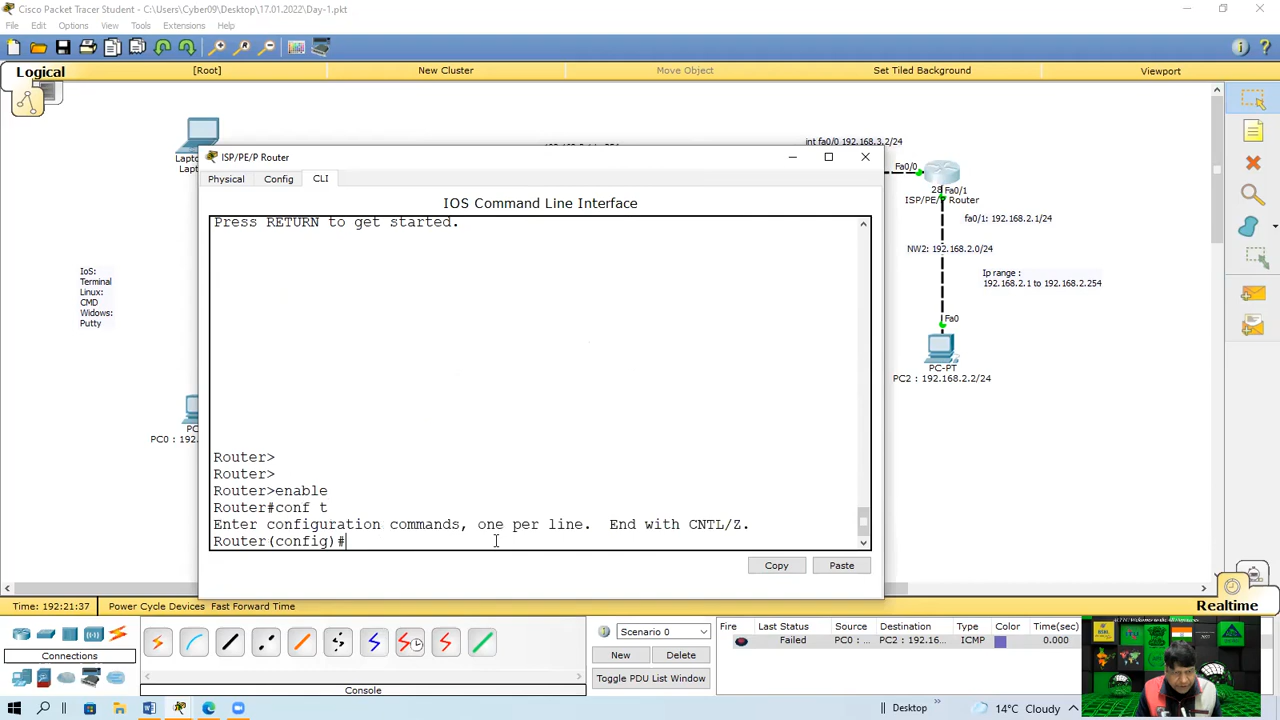 Cisco Packet Tracer Student - C:\Users\Cyber09\Desktop\17.01.2022\Day-1.pkt
File Edit Options View Tools Extensions Help
Logical [Root] New Cluster Move Object Set Tiled Background Viewport
int fa0/0 192.168.3.2/24
Fa0/0
Fa0/1
ISP/PE/P Router
fa0/1: 192.168.2.1/24
NW2: 192.168.2.0/24
Ip range :
192.168.2.1 to 192.168.2.254
Fa0
PC-PT
PC2 : 192.168.2.2/24
IoS:
Terminal
Linux:
CMD
Widows:
Putty
PC0 : 192.
ISP/PE/P Router
Physical Config CLI
IOS Command Line Interface
Press RETURN to get started.
Router>
Router>
Router>enable
Router#conf t
Enter configuration commands, one per line. End with CNTL/Z.
Router(config)#
Copy Paste
Time: 192:21:37 Power Cycle Devices Fast Forward Time
Realtime
Connections
Console
Scenario 0
New Delete
Toggle PDU List Window
Fire Last Status Source Destination Type Color Time(sec)
Failed PC0 : ... PC2 : 192.16... ICMP 0.000
Desktop
14°C Cloudy